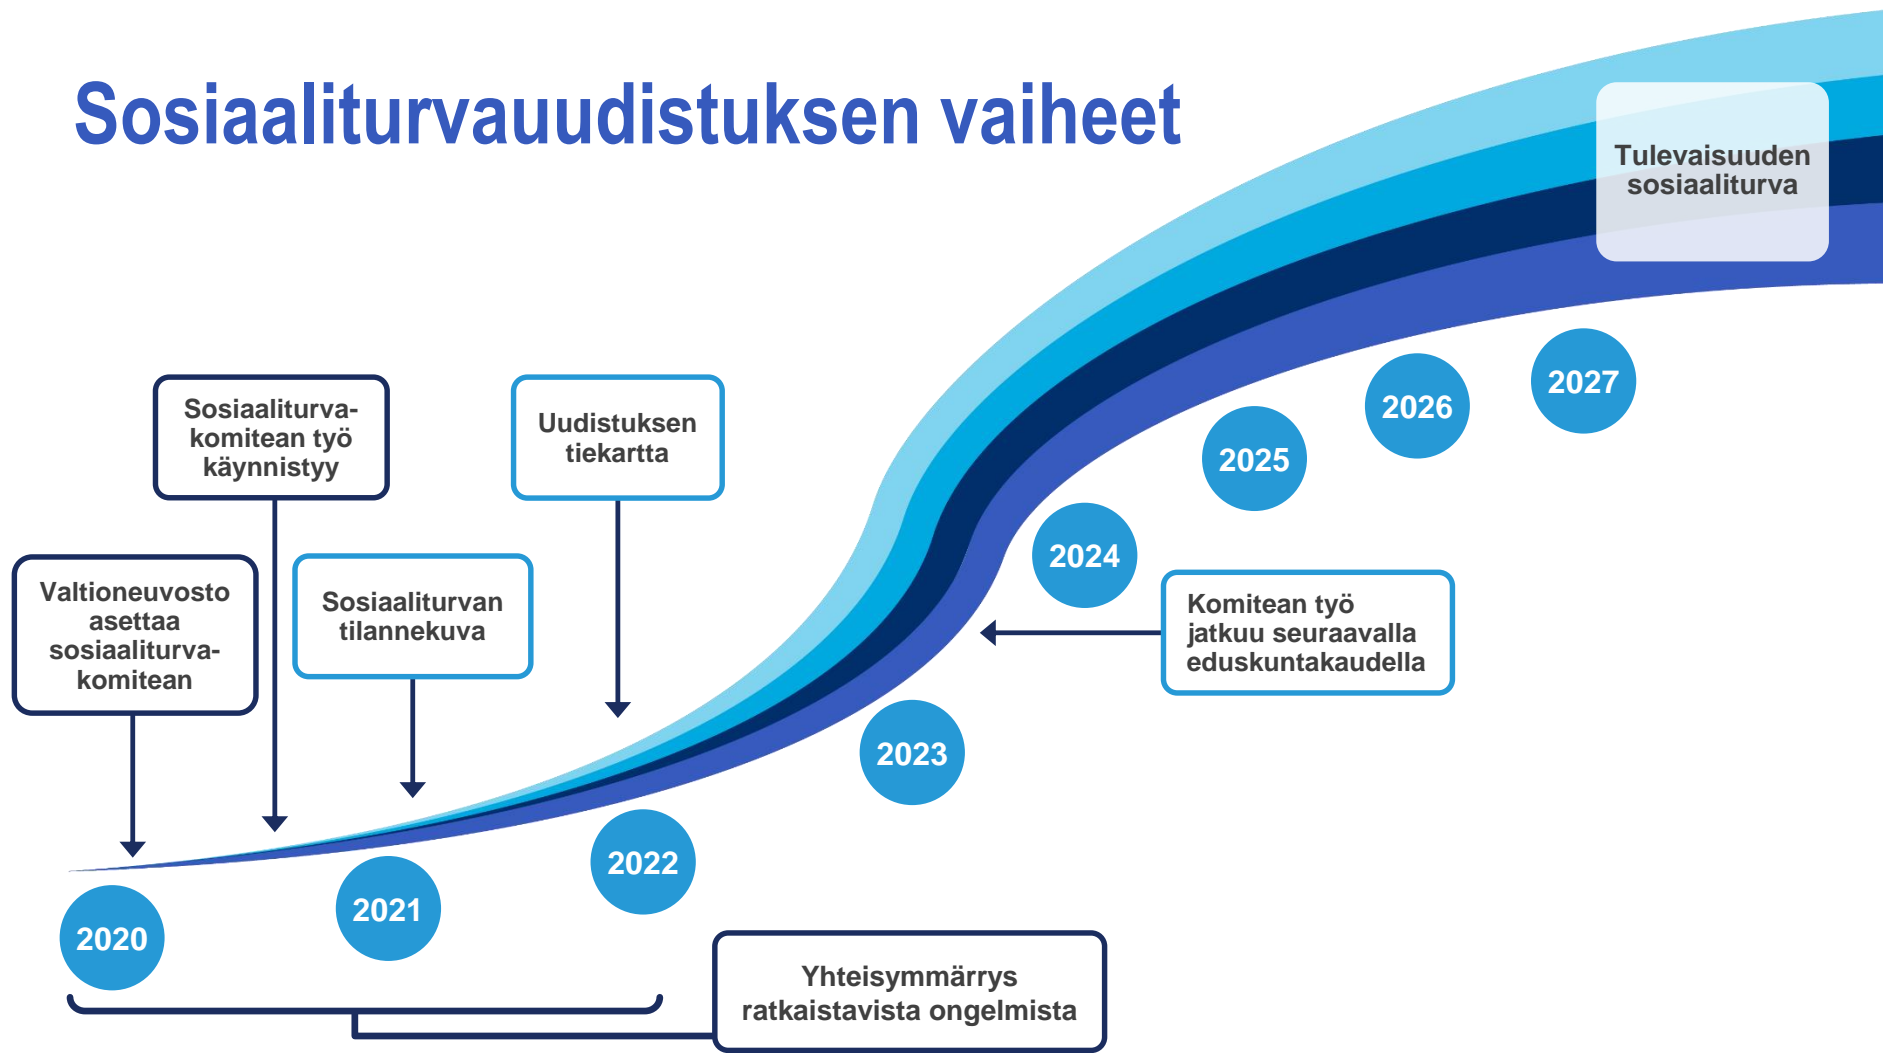 Sosiaaliturvauudistuksen vaiheet
Tulevaisuuden
sosiaaliturva
Sosiaaliturva-
komitean työ
käynnistyy
Uudistuksen
tiekartta
Valtioneuvosto
asettaa
sosiaaliturva-
komitean
Sosiaaliturvan
tilannekuva
Komitean työ
jatkuu seuraavalla
eduskuntakaudella
2020
2021
2022
2023
2024
2025
2026
2027
Yhteisymmärrys
ratkaistavista ongelmista